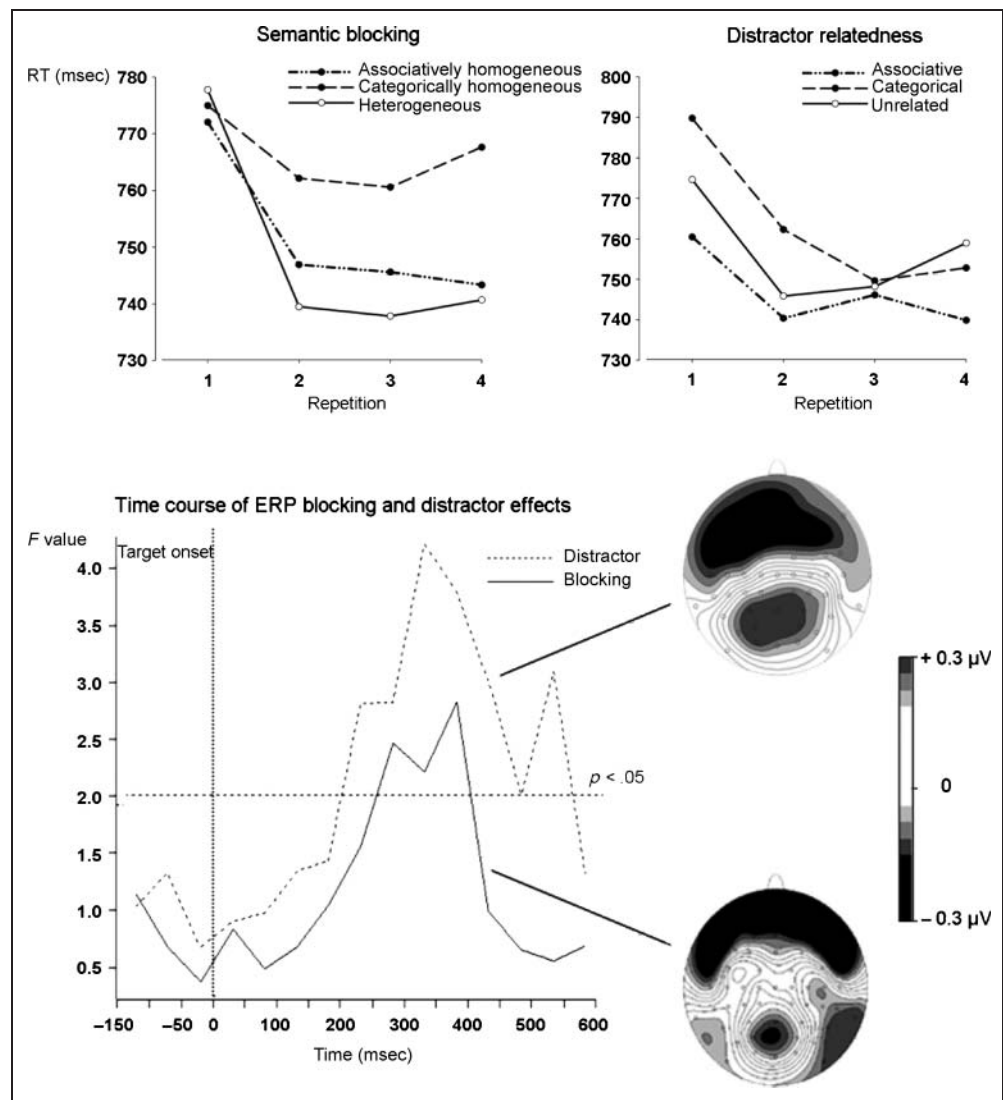 Semantic blocking
RT (msec)
Associatively homogeneous
Categorically homogeneous
Heterogeneous
780
770
760
750
740
730
1 2 3 4
Repetition
Distractor relatedness
Associative
Categorical
Unrelated
800
790
780
770
760
750
740
730
1 2 3 4
Repetition
Time course of ERP blocking and distractor effects
F value
Target onset
Distractor
Blocking
4.0
3.5
3.0
2.5
2.0
1.5
1.0
0.5
p < .05
–150 –50 0 100 200 300 400 500 600
Time (msec)
+ 0.3 µV
0
– 0.3 µV